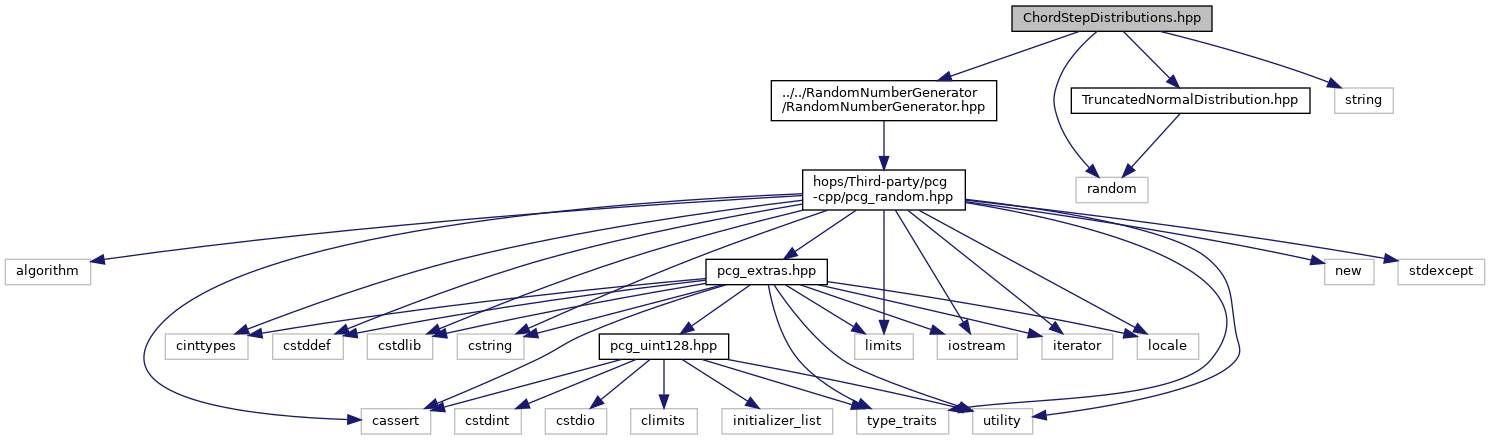 ChordStepDistributions.hpp
../../RandomNumberGenerator
/RandomNumberGenerator.hpp
TruncatedNormalDistribution.hpp
string
hops/Third-party/pcg
-cpp/pcg_random.hpp
random
algorithm
pcg_extras.hpp
new
stdexcept
cinttypes
cstddef
cstdlib
cstring
pcg_uint128.hpp
limits
iostream
iterator
locale
cassert
cstdint
cstdio
climits
initializer_list
type_traits
utility